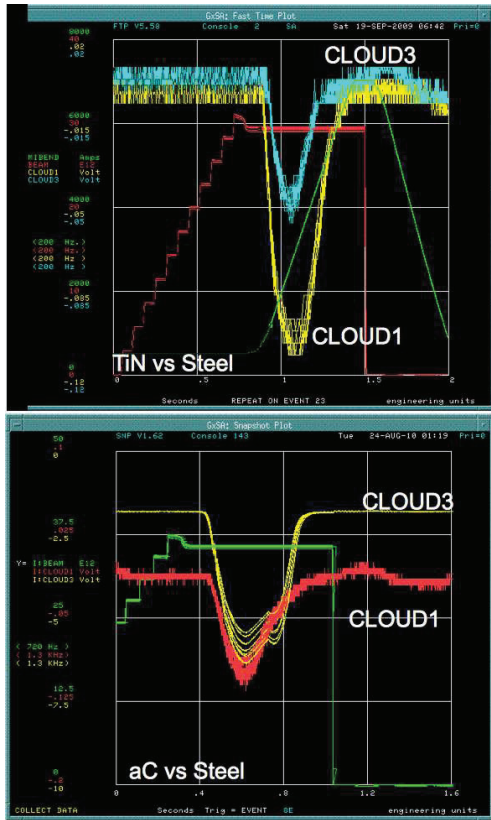 GxSA: Fast Time Plot
FTP V5.58 Console 2 SA Sat 19-SEP-2009 06:42 Pri=0
8000
40
.02
.02
CLOUD3
6000
30
-.015
-.015
MIBEND Amps
BEAM E12
CLOUD1 Volt
CLOUD3 Volt
4000
20
-.05
-.05
(200 Hz.)
(200 Hz.)
(200 Hz )
(200 Hz )
2000
10
-.085
-.085
CLOUD1
TiN vs Steel
0
0
-.12
-.12
0 .5 1 1.5 2
Seconds REPEAT ON EVENT 23 engineering units
GxSA: Snapshot Plot
SNP V1.62 Console 143 Tue 24-AUG-10 01:19 Pri=0
50
.1
0
CLOUD3
37.5
.025
-2.5
Y= I:BEAM E12
I:CLOUD1 Volt
I:CLOUD3 Volt
25
-.05
-5
CLOUD1
( 720 Hz )
( 1.3 KHz)
( 1.3 KHz)
12.5
-.125
-7.5
aC vs Steel
0
-.2
-10
0 .4 .8 1.2 1.6
COLLECT DATA Seconds Trig = EVENT 8E engineering units